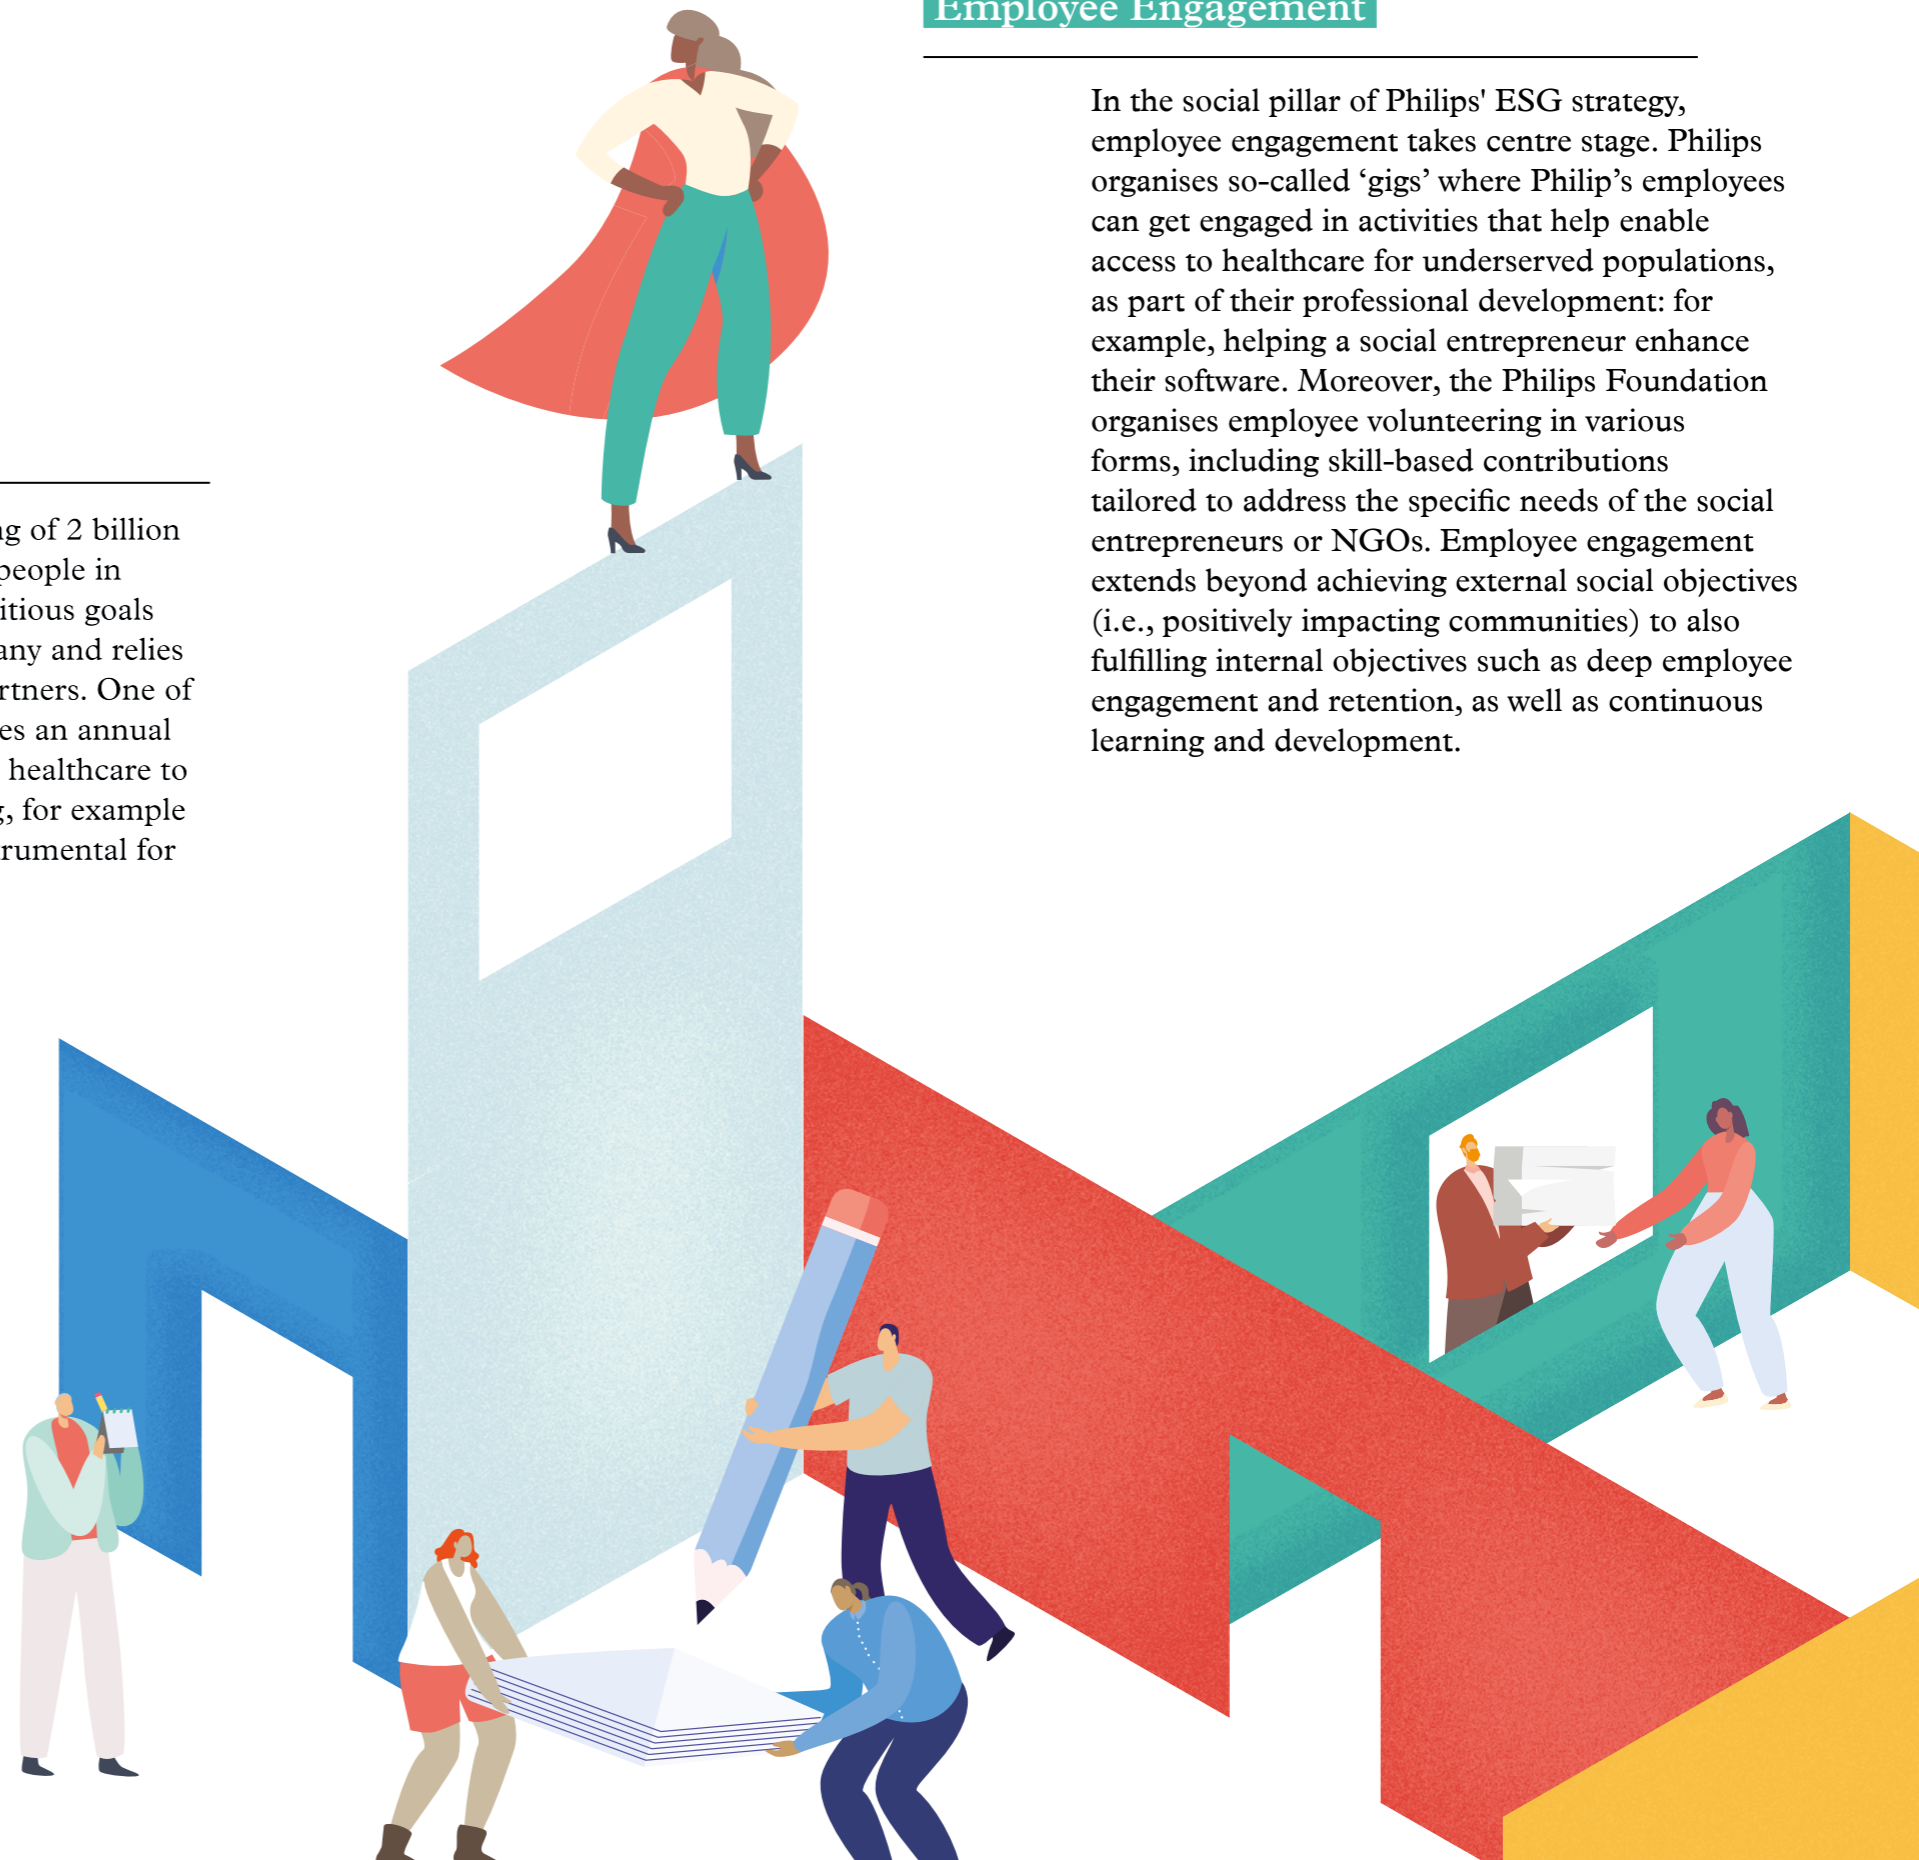 Employee Engagement
In the social pillar of Philips' ESG strategy,
employee engagement takes centre stage. Philips
organises so-called ‘gigs’ where Philip’s employees
can get engaged in activities that help enable
access to healthcare for underserved populations,
as part of their professional development: for
example, helping a social entrepreneur enhance
their software. Moreover, the Philips Foundation
organises employee volunteering in various
forms, including skill-based contributions
tailored to address the specific needs of the social
entrepreneurs or NGOs. Employee engagement
extends beyond achieving external social objectives
(i.e., positively impacting communities) to also
fulfilling internal objectives such as deep employee
engagement and retention, as well as continuous
learning and development.
of 2 billion
people in
goals
and relies
One of
an annual
healthcare to
for example
for